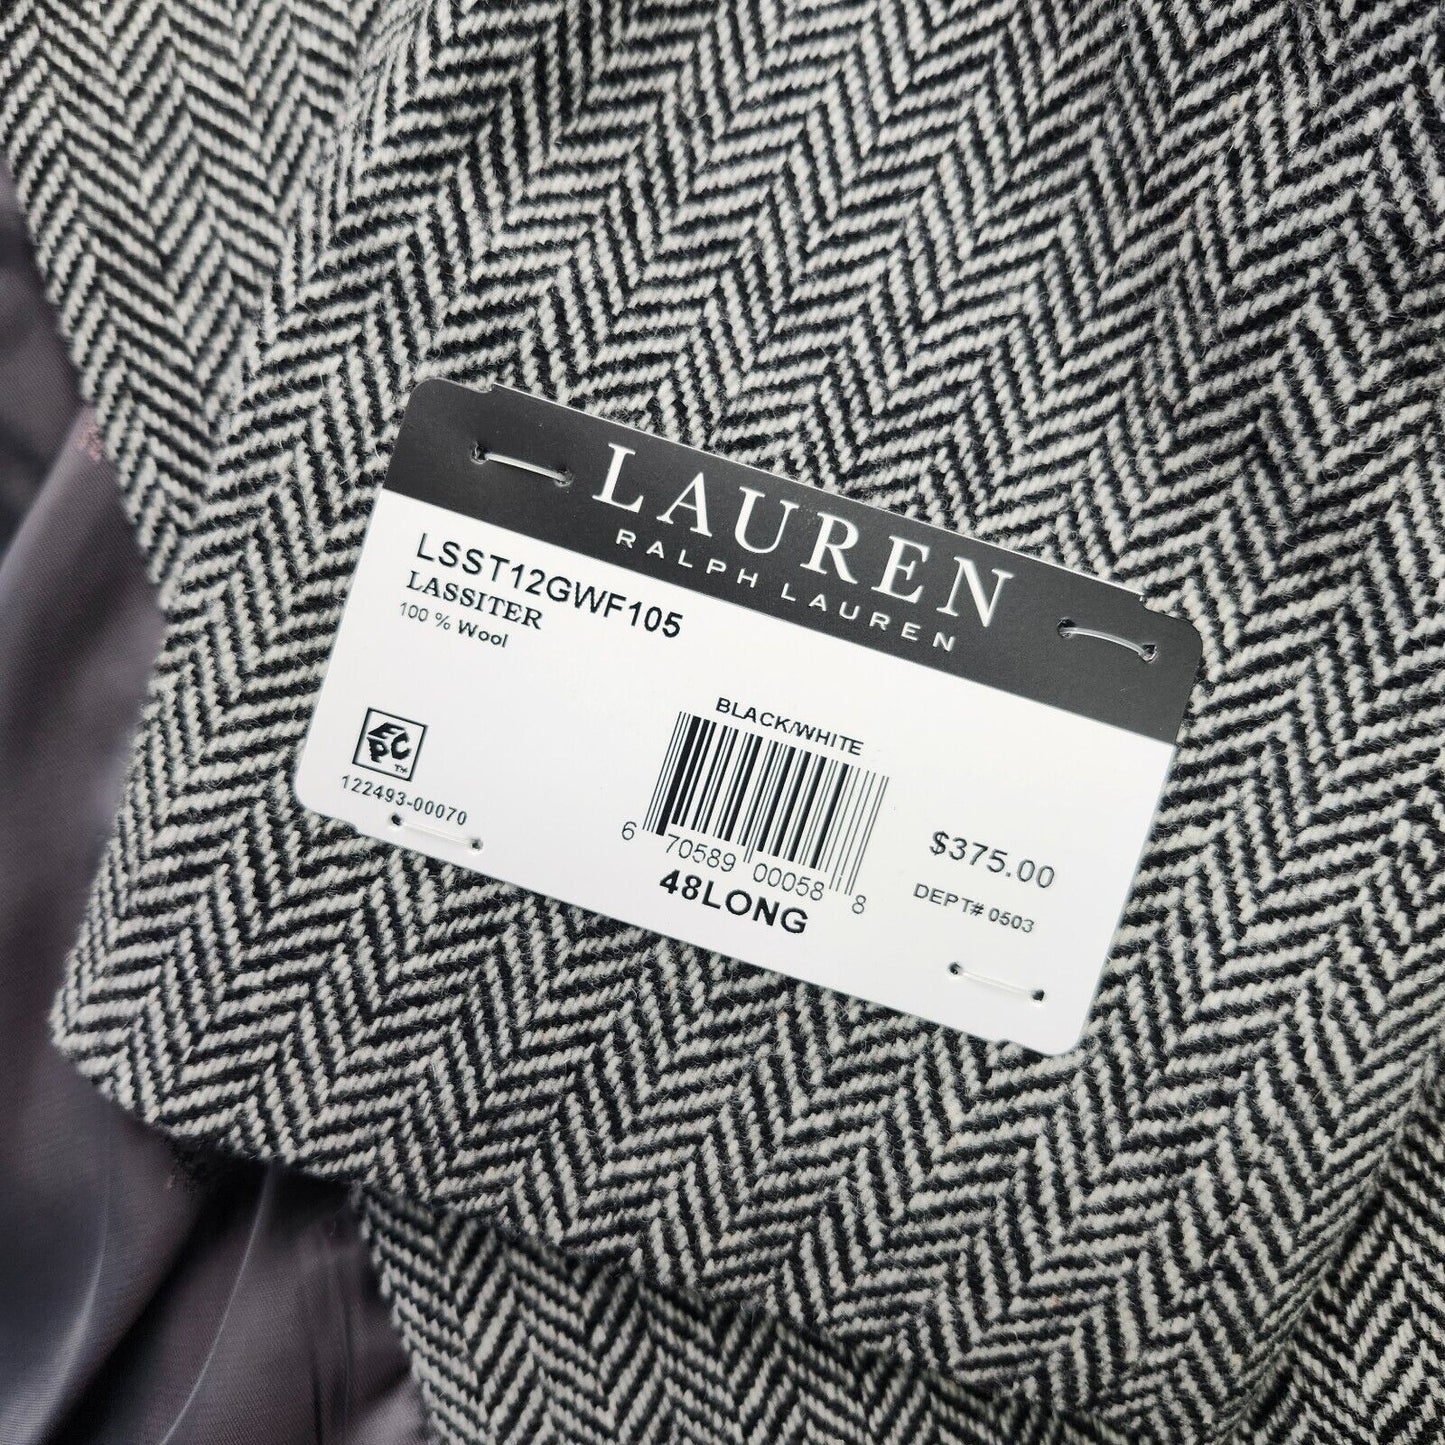 LAUREN
RALPH LAUREN
LSST12GWF105
LASSITER
100 % Wool
BLACK/WHITE
EPC™
122493-00070
6 70589 00058 8
48LONG
$375.00
DEPT# 0503